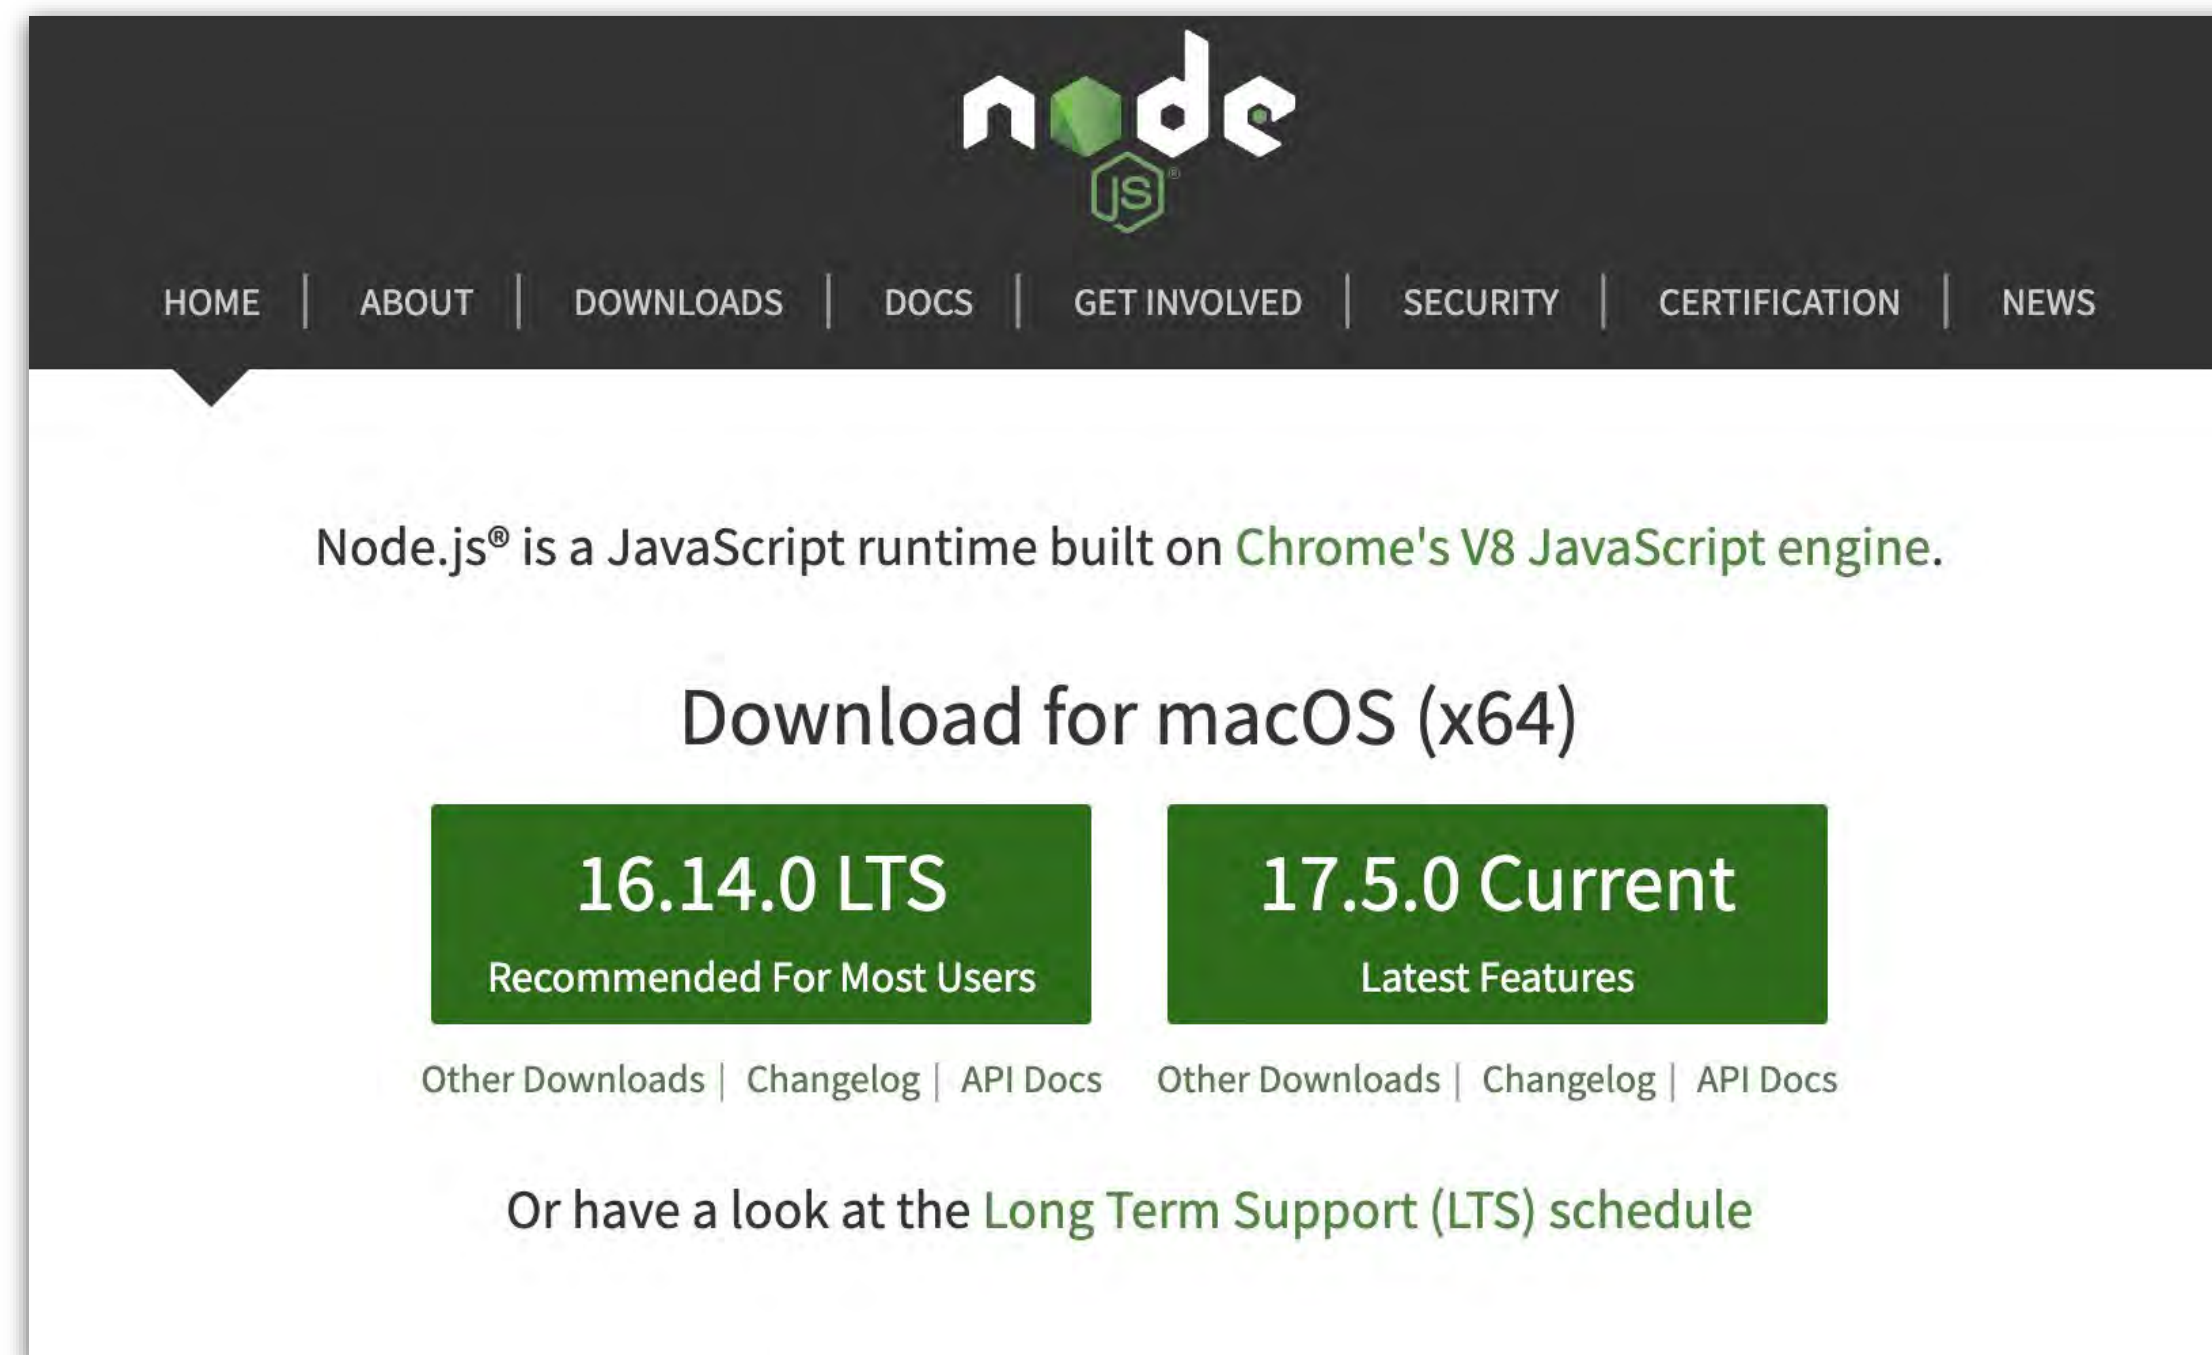 node
JS®
HOME | ABOUT | DOWNLOADS | DOCS | GET INVOLVED | SECURITY | CERTIFICATION | NEWS
Node.js® is a JavaScript runtime built on Chrome's V8 JavaScript engine.
Download for macOS (x64)
16.14.0 LTS
Recommended For Most Users
17.5.0 Current
Latest Features
Other Downloads | Changelog | API Docs
Other Downloads | Changelog | API Docs
Or have a look at the Long Term Support (LTS) schedule